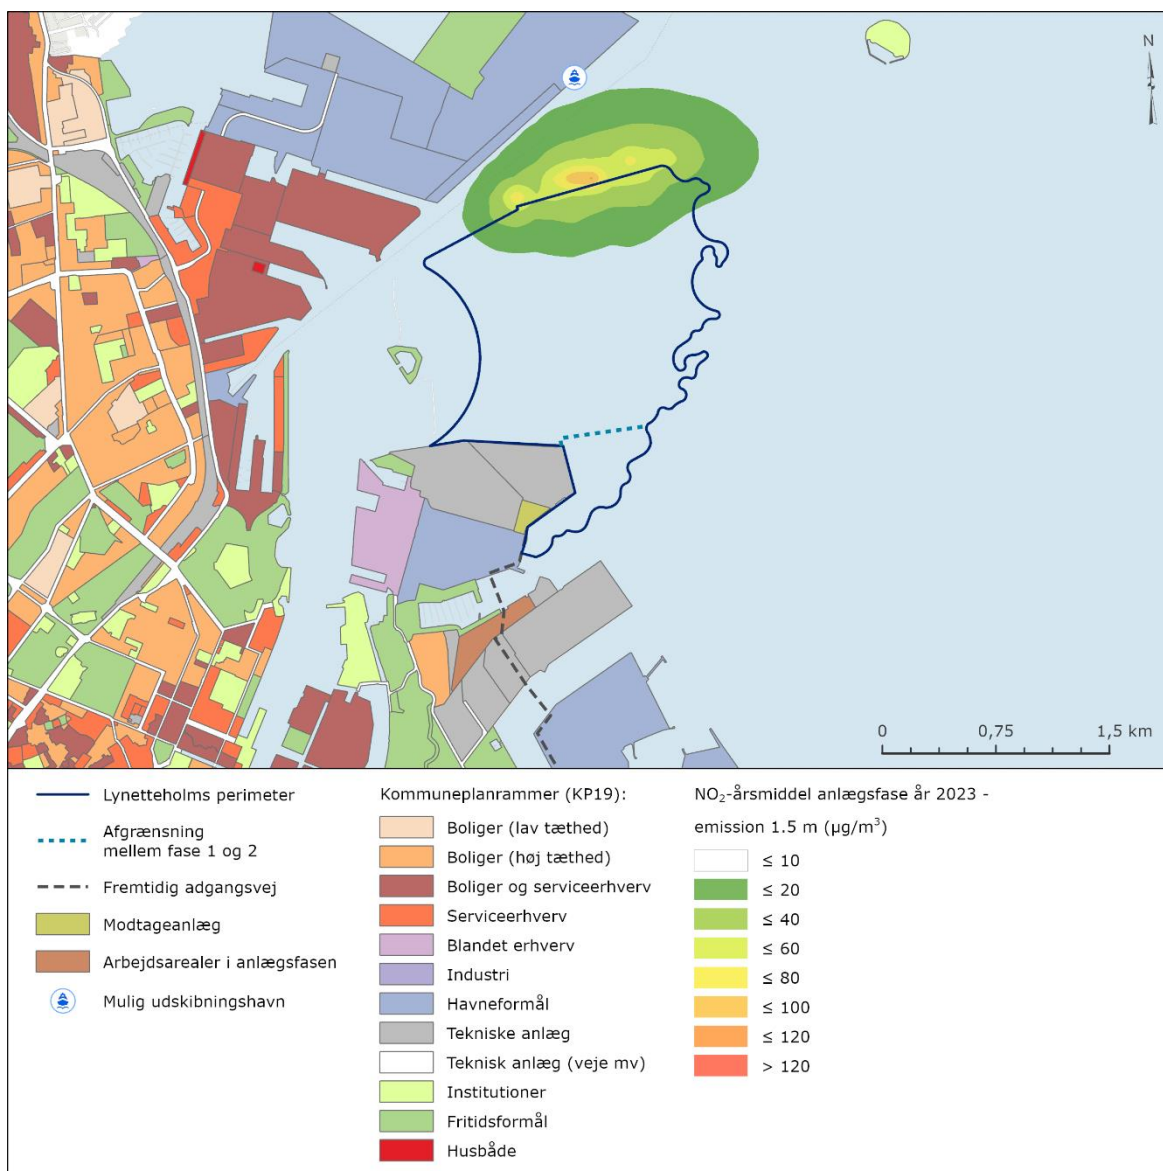 N
0 0,75 1,5 km
Lynetteholms perimeter
Afgrænsning
mellem fase 1 og 2
Fremtidig adgangsvej
Modtageanlæg
Arbejdsarealer i anlægsfasen
Mulig udskibningshavn
Kommuneplanrammer (KP19):
Boliger (lav tæthed)
Boliger (høj tæthed)
Boliger og serviceerhverv
Serviceerhverv
Blandet erhverv
Industri
Havneformål
Tekniske anlæg
Teknisk anlæg (veje mv)
Institutioner
Fritidsformål
Husbåde
NO₂-årsmiddel anlægsfase år 2023 -
emission 1.5 m (µg/m³)
≤ 10
≤ 20
≤ 40
≤ 60
≤ 80
≤ 100
≤ 120
> 120